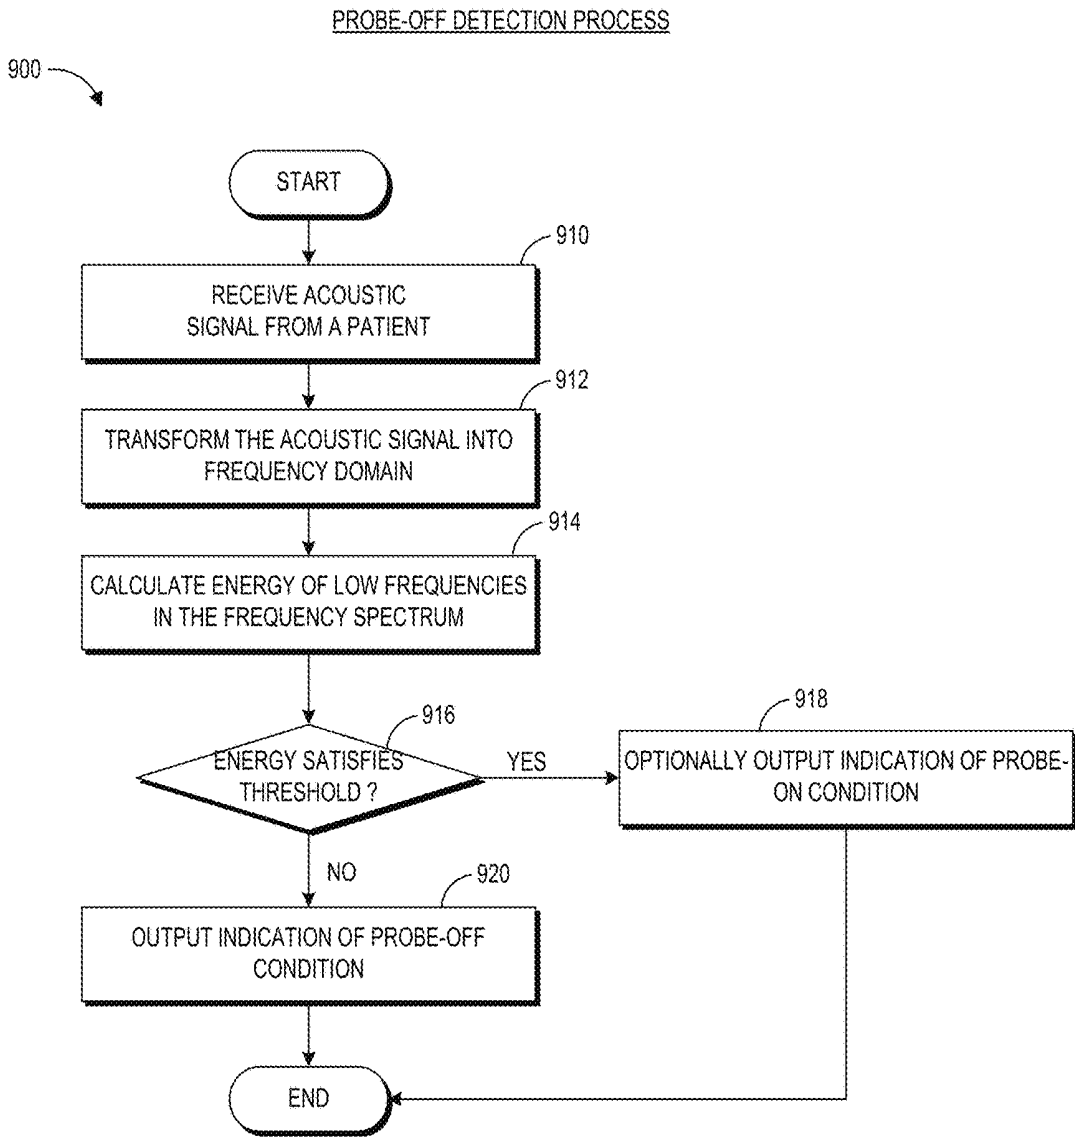 PROBE-OFF DETECTION PROCESS
900
START
910
RECEIVE ACOUSTIC
SIGNAL FROM A PATIENT
912
TRANSFORM THE ACOUSTIC SIGNAL INTO
FREQUENCY DOMAIN
914
CALCULATE ENERGY OF LOW FREQUENCIES
IN THE FREQUENCY SPECTRUM
916
ENERGY SATISFIES
THRESHOLD ?
YES
918
OPTIONALLY OUTPUT INDICATION OF PROBE-
ON CONDITION
NO
920
OUTPUT INDICATION OF PROBE-OFF
CONDITION
END